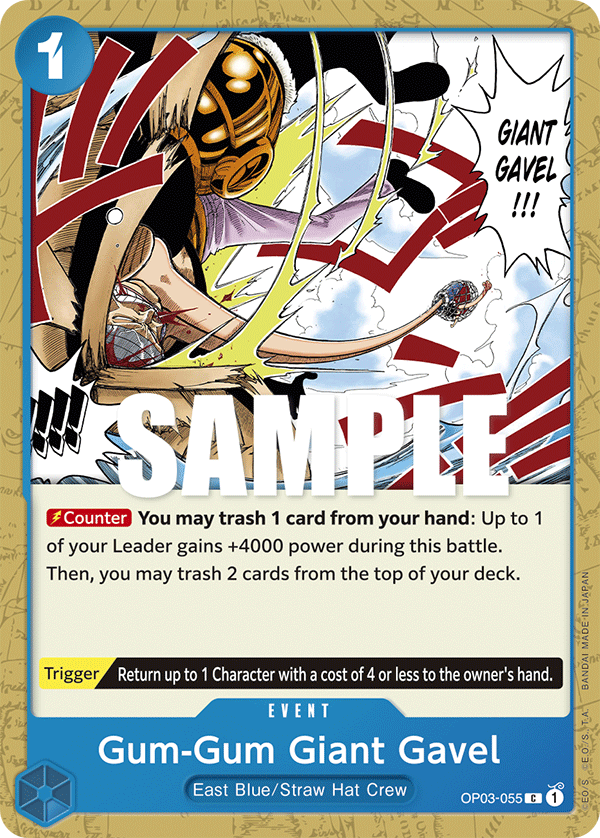 1
GIANT
GAVEL
!!!
SAMPLE
Counter You may trash 1 card from your hand: Up to 1
of your Leader gains +4000 power during this battle.
Then, you may trash 2 cards from the top of your deck.
Trigger Return up to 1 Character with a cost of 4 or less to the owner's hand.
EVENT
Gum-Gum Giant Gavel
East Blue/Straw Hat Crew
OP03-055 C 1
©E.O./S. ©E.O./S.,T.A. BANDAI MADE IN JAPAN